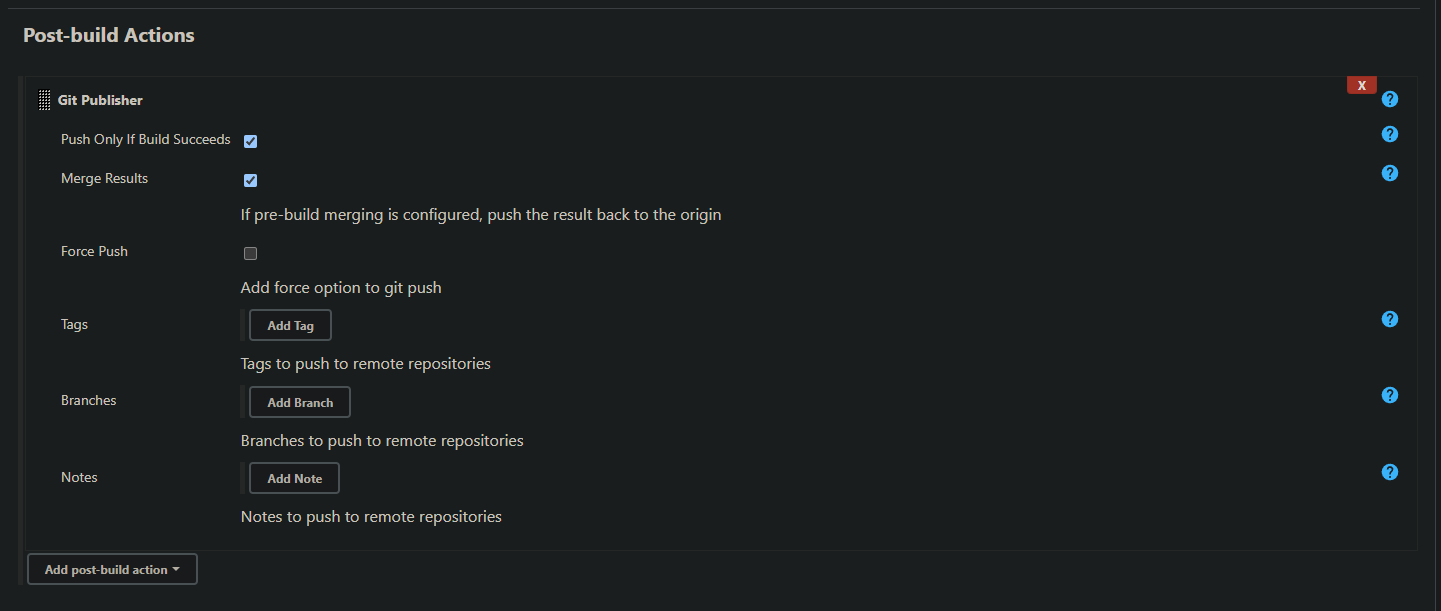 Post-build Actions
X
Git Publisher
?
Push Only If Build Succeeds
?
Merge Results
?
If pre-build merging is configured, push the result back to the origin
Force Push
Add force option to git push
Tags
Add Tag
?
Tags to push to remote repositories
Branches
Add Branch
?
Branches to push to remote repositories
Notes
Add Note
?
Notes to push to remote repositories
Add post-build action